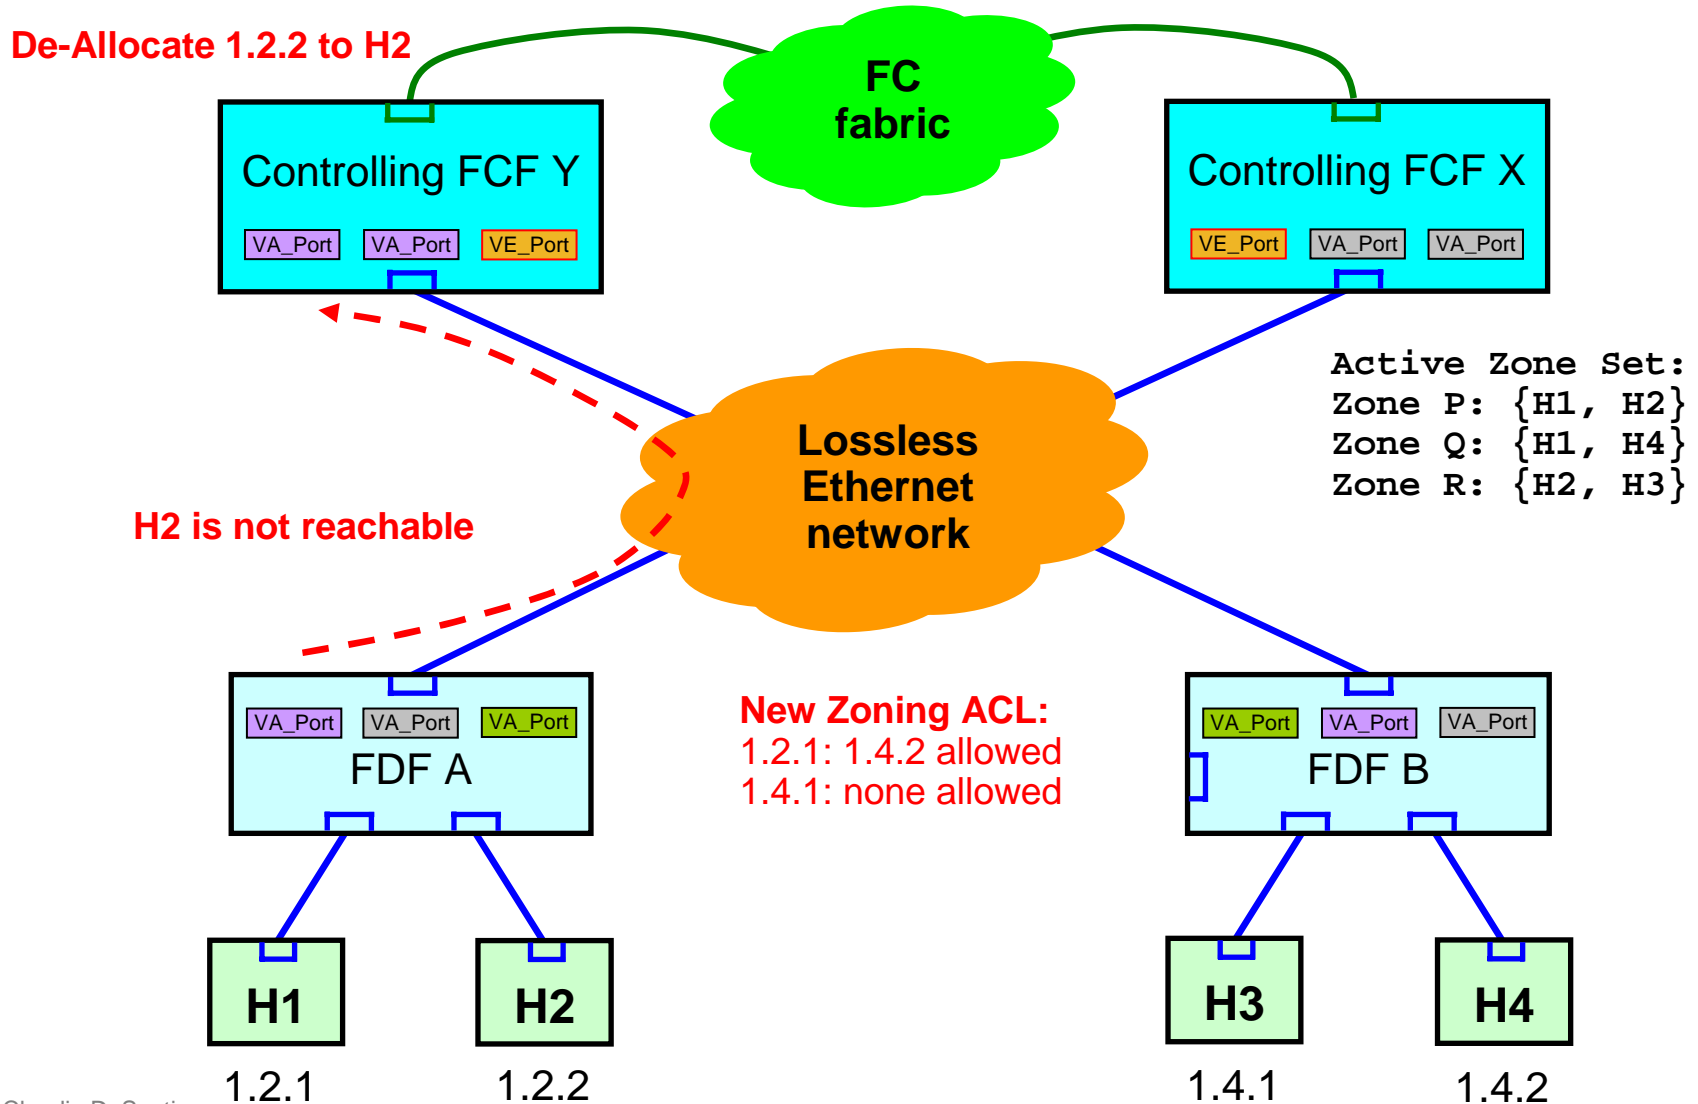 De-Allocate 1.2.2 to H2
FC
fabric
Controlling FCF Y
VA_Port VA_Port VE_Port
Controlling FCF X
VE_Port VA_Port VA_Port
Active Zone Set:
Zone P: {H1, H2}
Zone Q: {H1, H4}
Zone R: {H2, H3}
Lossless
Ethernet
network
H2 is not reachable
New Zoning ACL:
1.2.1: 1.4.2 allowed
1.4.1: none allowed
VA_Port VA_Port VA_Port
FDF A
VA_Port VA_Port VA_Port
FDF B
H1
H2
H3
H4
1.2.1
1.2.2
1.4.1
1.4.2